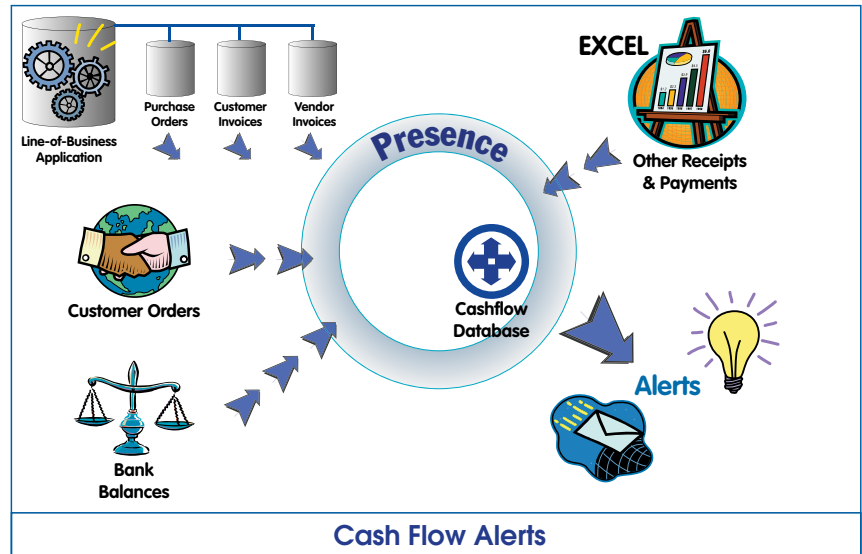 Line-of-Business
Application
Purchase
Orders
Customer
Invoices
Vendor
Invoices
EXCEL
Other Receipts
& Payments
Presence
Customer Orders
Cashflow
Database
Alerts
Bank
Balances
Cash Flow Alerts